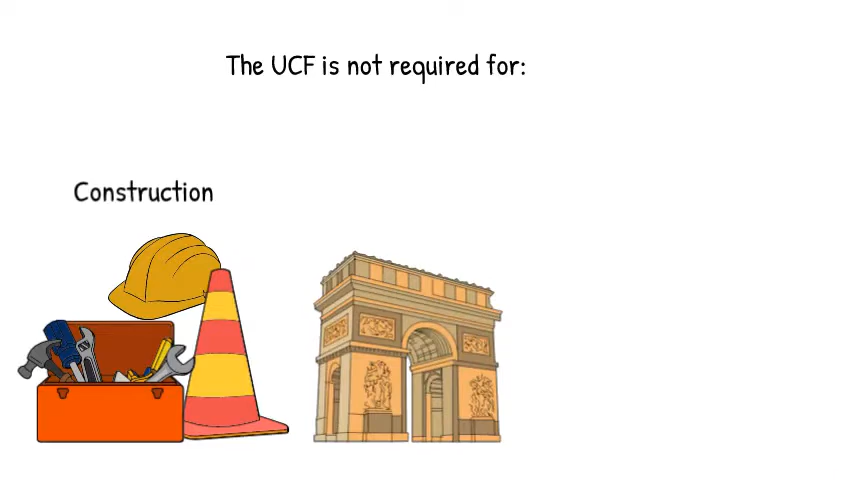 The UCF is not required for:
Construction